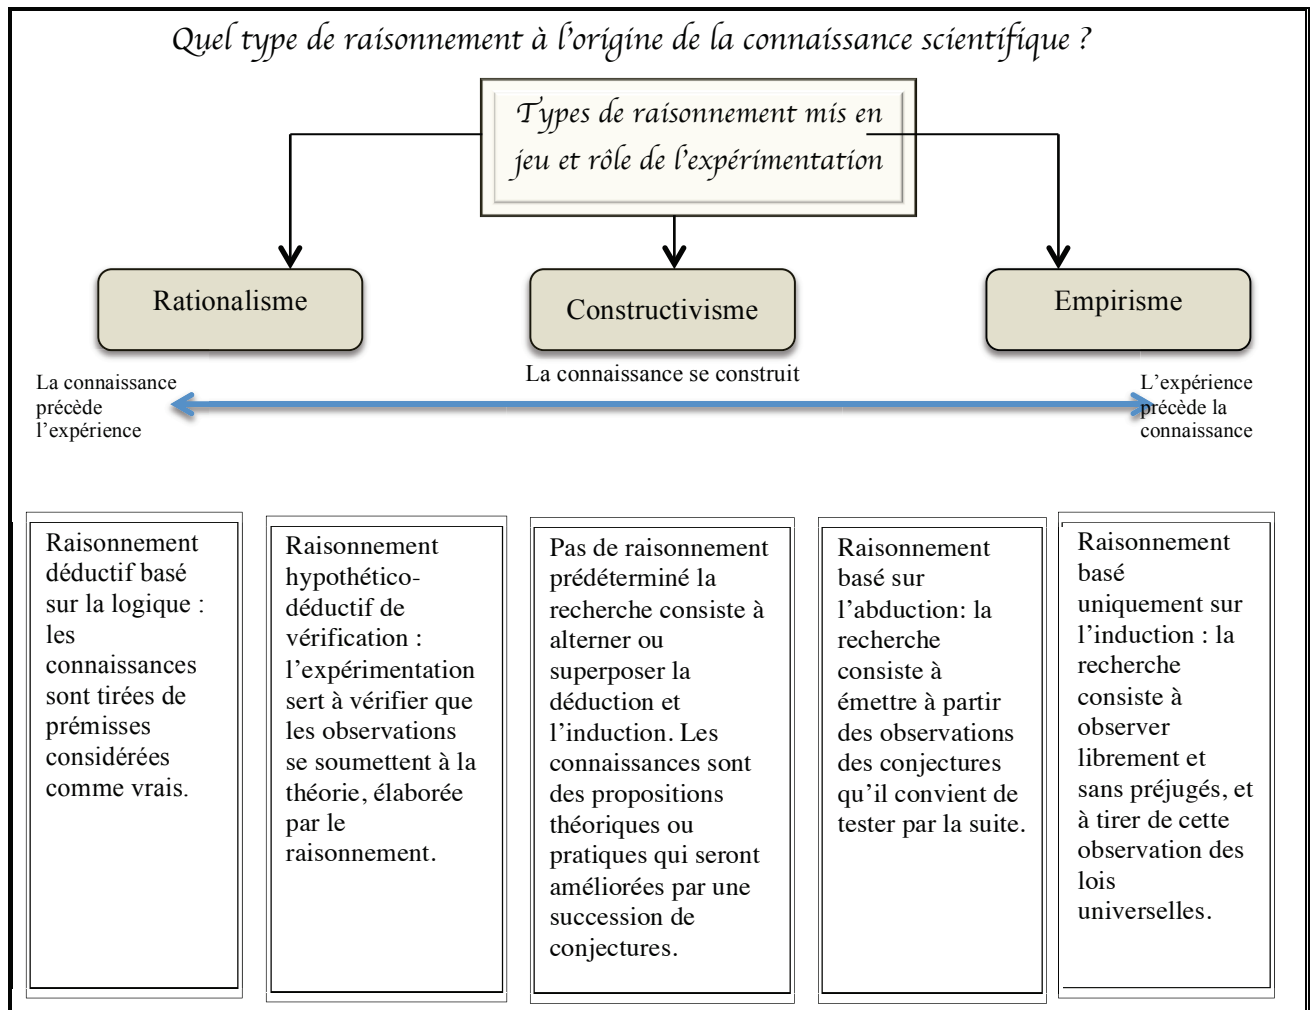 Quel type de raisonnement à l'origine de la connaissance scientifique ?
Types de raisonnement mis en
jeu et rôle de l'expérimentation
Rationalisme
Constructivisme
Empirisme
La connaissance
précède
l'expérience
La connaissance se construit
L'expérience
précède la
connaissance
Raisonnement
déductif basé
sur la logique :
les
connaissances
sont tirées de
prémisses
considérées
comme vrais.
Raisonnement
hypothético-
déductif de
vérification :
l'expérimentation
sert à vérifier que
les observations
se soumettent à la
théorie, élaborée
par le
raisonnement.
Pas de raisonnement
prédéterminé la
recherche consiste à
alterner ou
superposer la
déduction et
l'induction. Les
connaissances sont
des propositions
théoriques ou
pratiques qui seront
améliorées par une
succession de
conjectures.
Raisonnement
basé sur
l'abduction: la
recherche
consiste à
émettre à partir
des observations
des conjectures
qu'il convient de
tester par la suite.
Raisonnement
basé
uniquement sur
l'induction : la
recherche
consiste à
observer
librement et
sans préjugés, et
à tirer de cette
observation des
lois
universelles.